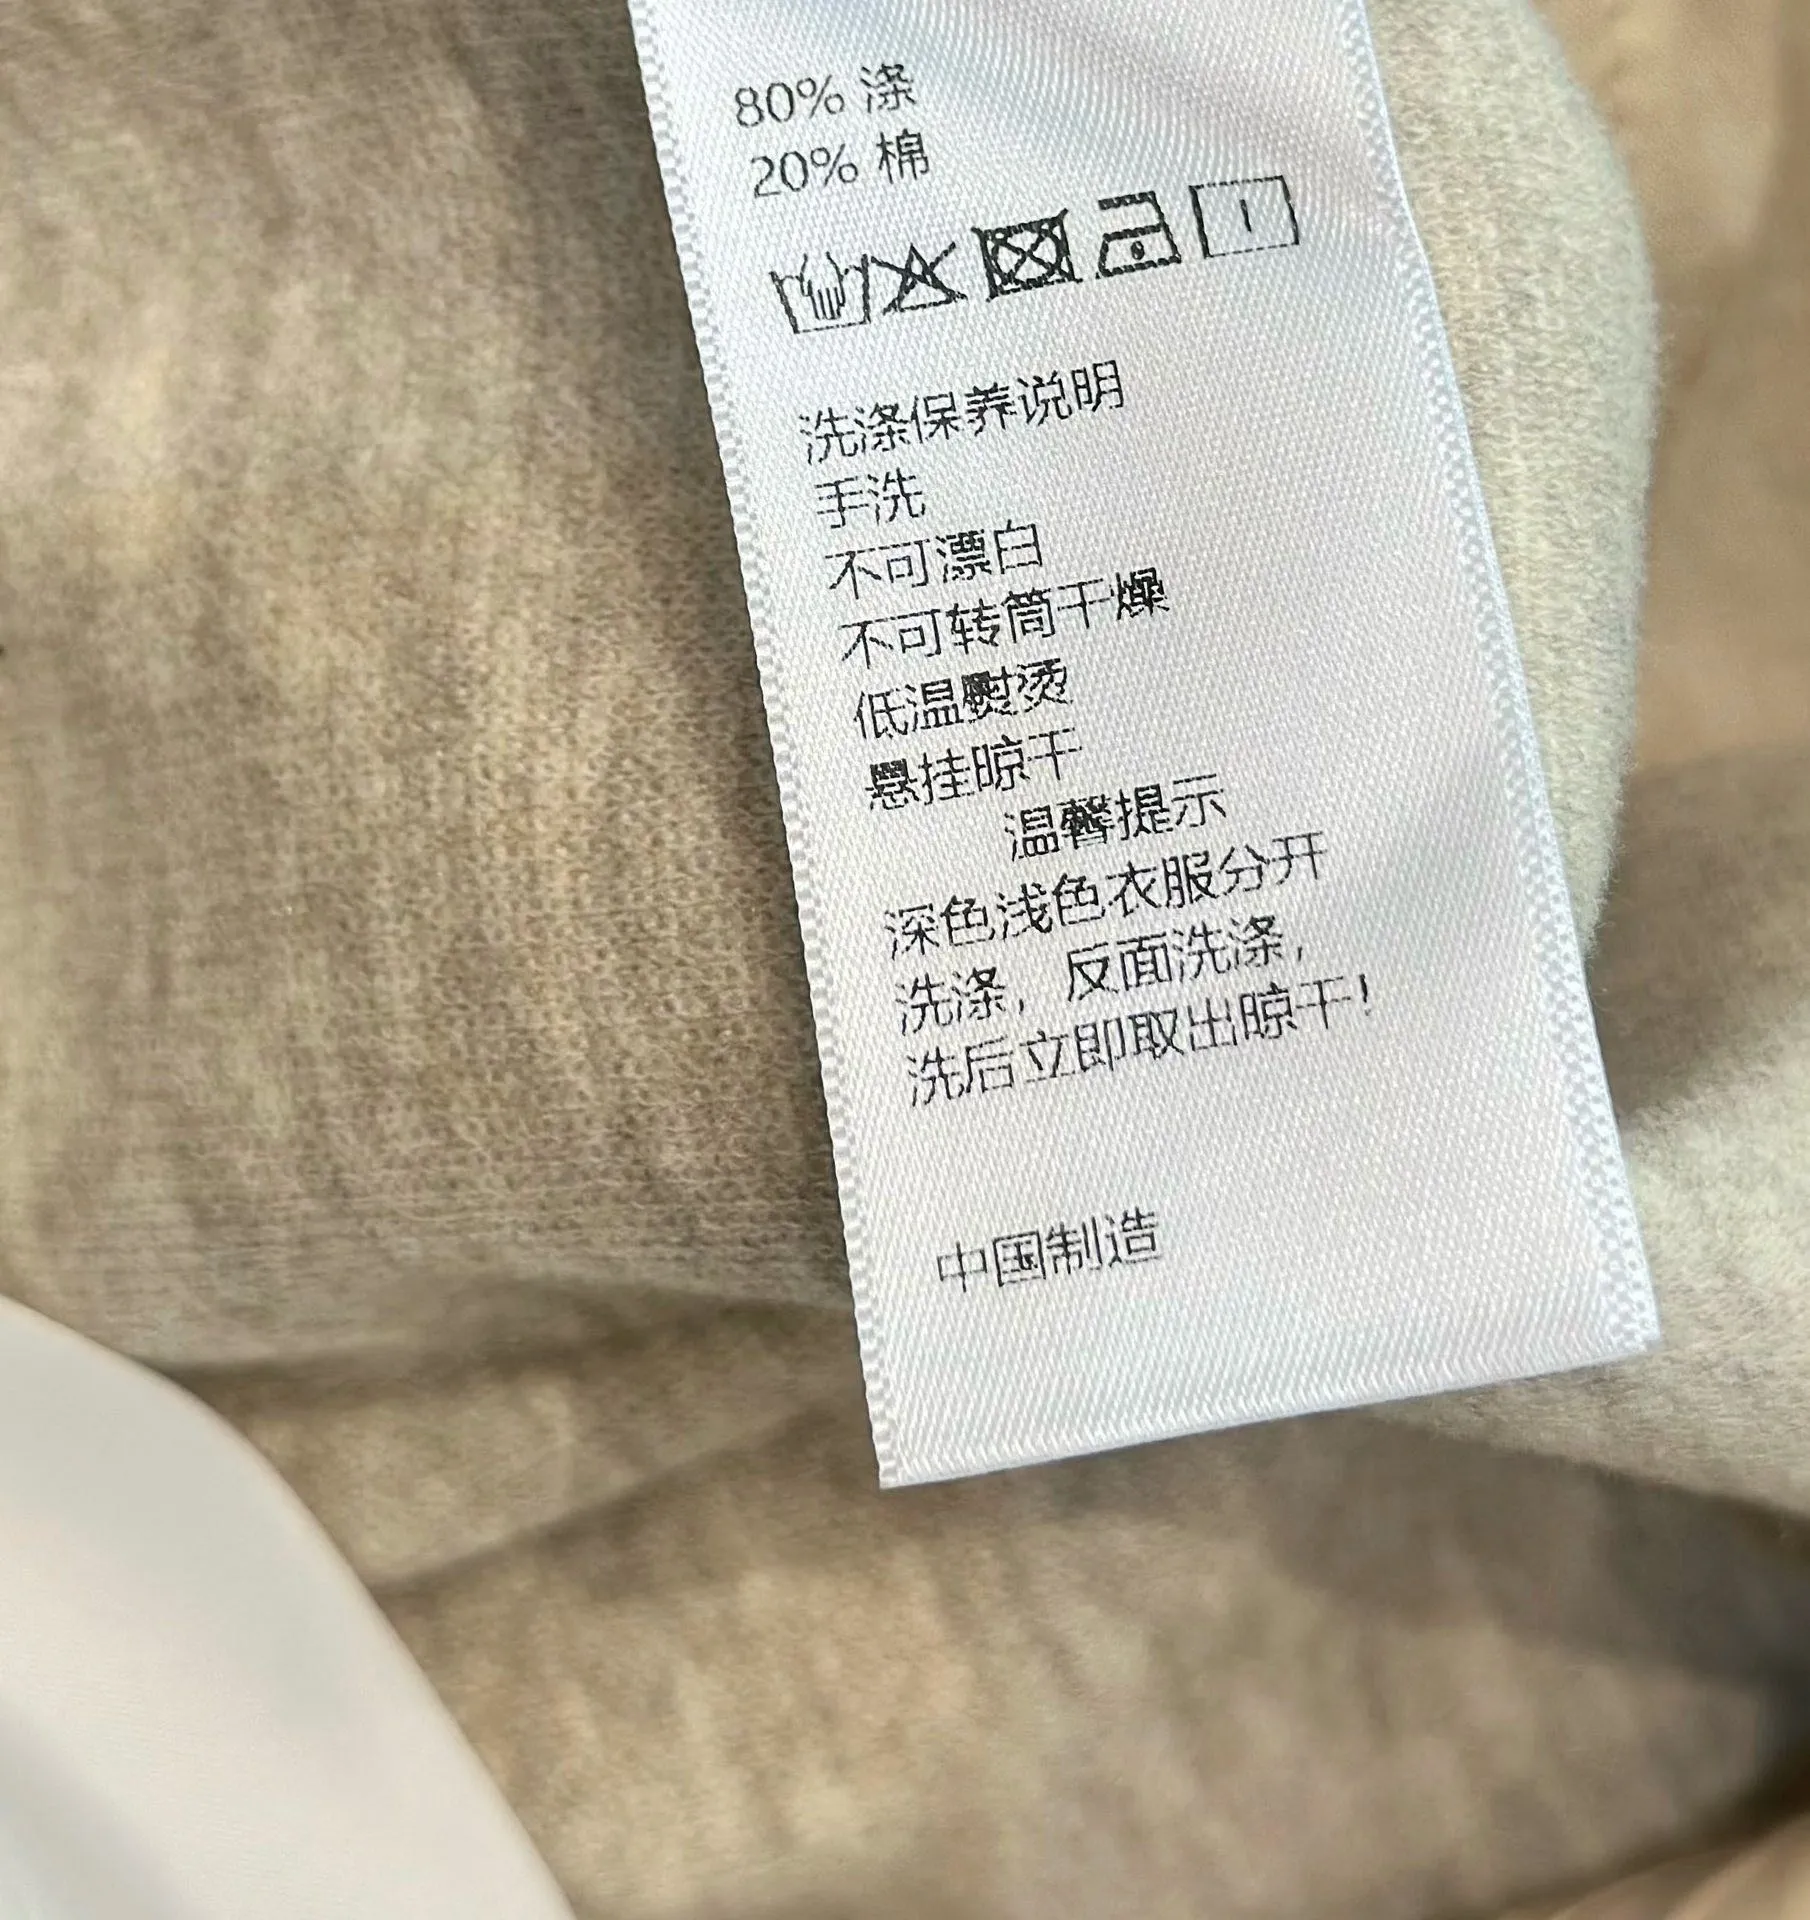 80% 涤
20% 棉
洗涤保养说明
手洗
不可漂白
不可转筒干燥
低温熨烫
悬挂晾干
温馨提示
深色浅色衣服分开
洗涤，反面洗涤，
洗后立即取出晾干！
中国制造